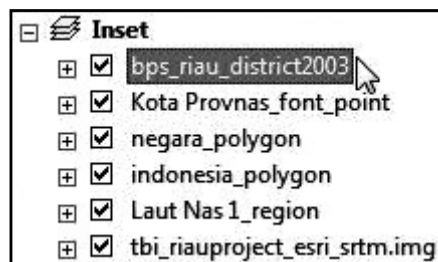 Inset
bps_riau_district2003
Kota Provnas_font_point
negara_polygon
indonesia_polygon
Laut Nas 1_region
tbi_riauproject_esri_srtm.img